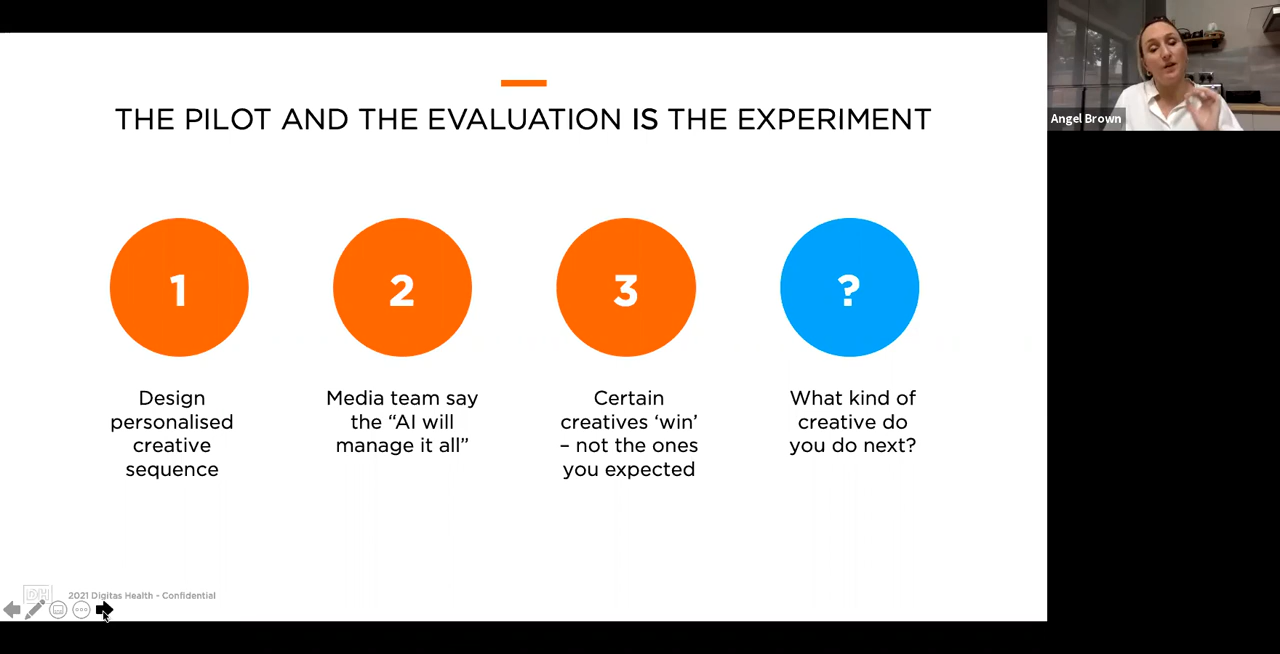 THE PILOT AND THE EVALUATION IS THE EXPERIMENT
1
2
3
?
Design
personalised
creative
sequence
Media team say
the “AI will
manage it all”
Certain
creatives ‘win’
– not the ones
you expected
What kind of
creative do
you do next?
DH
2021 Digitas Health - Confidential
Angel Brown